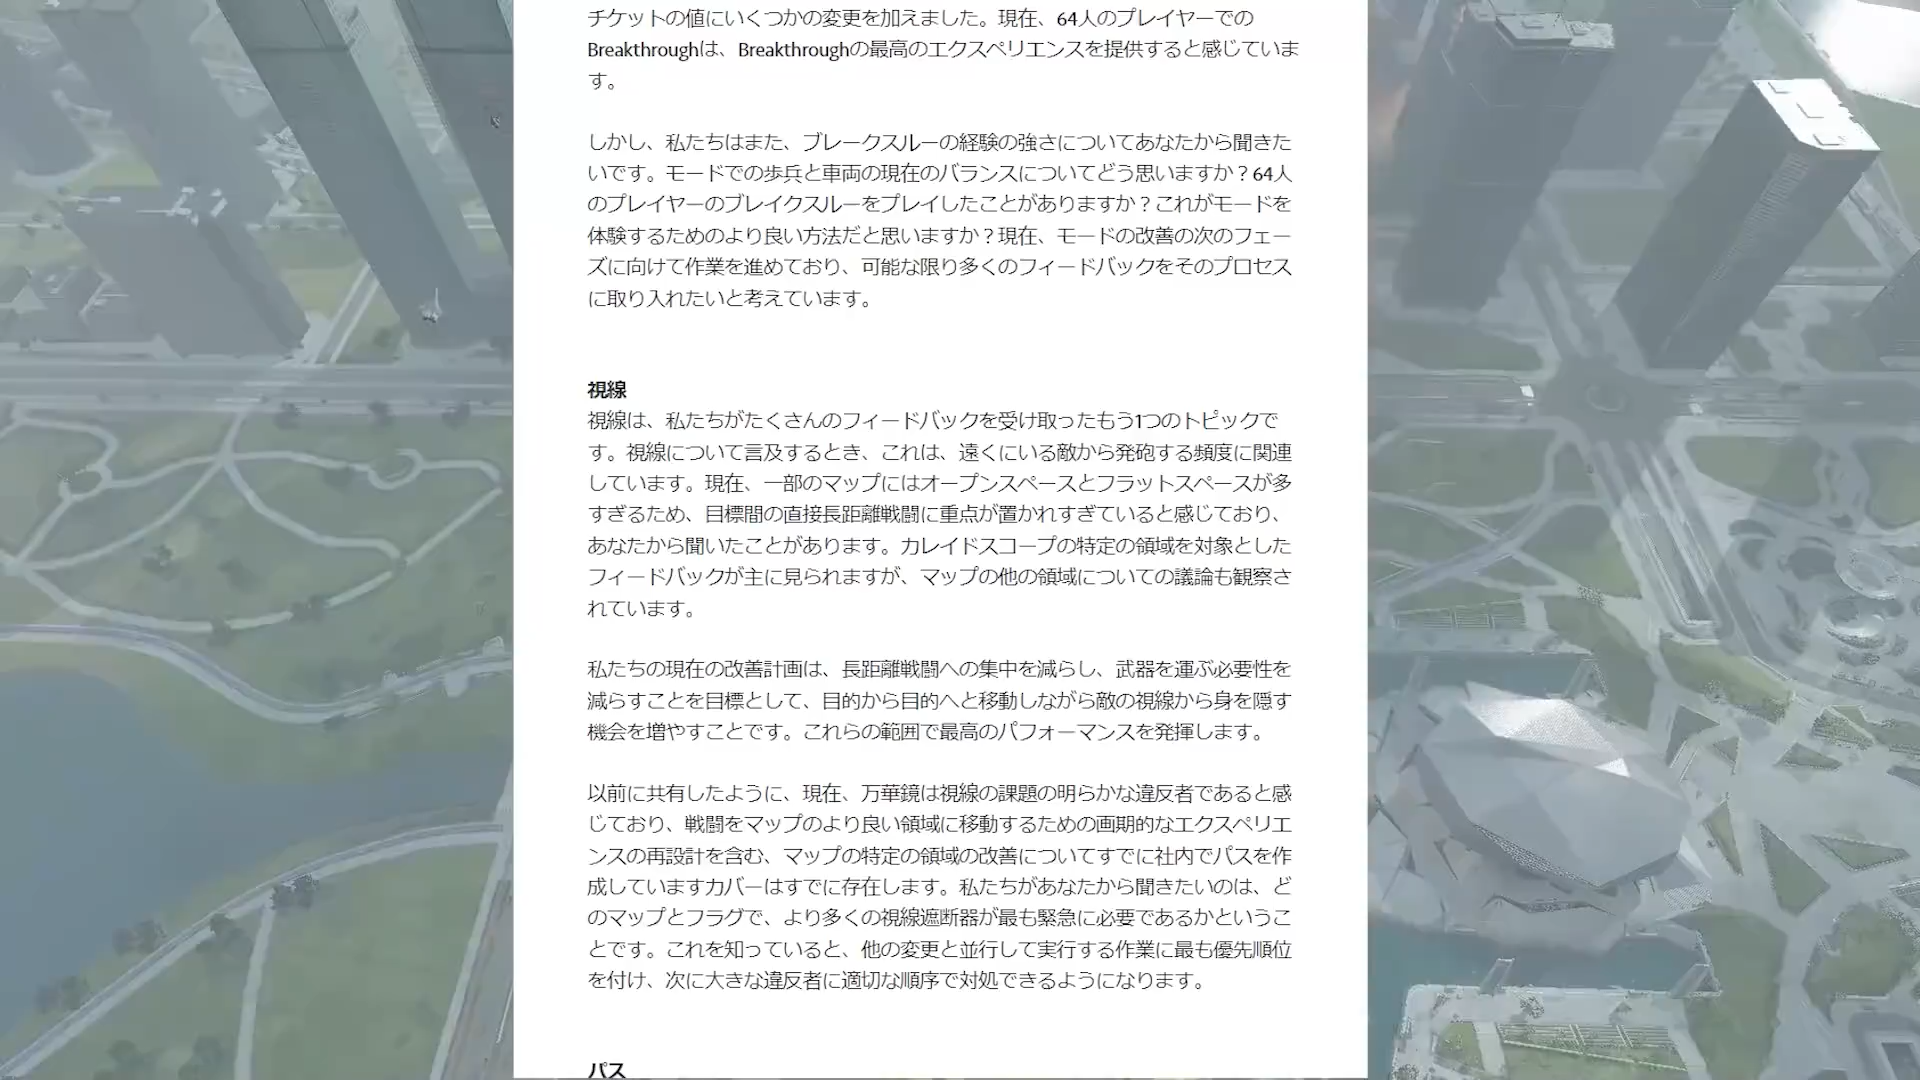 チケットの値にいくつかの変更を加えました。現在、64人のプレイヤーでの
Breakthroughは、Breakthroughの最高のエクスペリエンスを提供すると感じていま
す。
しかし、私たちはまた、ブレークスルーの経験の強さについてあなたから聞きた
いです。モードでの歩兵と車両の現在のバランスについてどう思いますか？64人
のプレイヤーのブレイクスルーをプレイしたことがありますか？これがモードを
体験するためのより良い方法だと思いますか？現在、モードの改善の次のフェー
ズに向けて作業を進めており、可能な限り多くのフィードバックをそのプロセス
に取り入れたいと考えています。
視線
視線は、私たちがたくさんのフィードバックを受け取ったもう1つのトピックで
す。視線について言及するとき、これは、遠くにいる敵から発砲する頻度に関連
しています。現在、一部のマップにはオープンスペースとフラットスペースが多
すぎるため、目標間の直接長距離戦闘に重点が置かれすぎていると感じており、
あなたから聞いたことがあります。カレイドスコープの特定の領域を対象とした
フィードバックが主に見られますが、マップの他の領域についての議論も観察さ
れています。
私たちの現在の改善計画は、長距離戦闘への集中を減らし、武器を運ぶ必要性を
減らすことを目標として、目的から目的へと移動しながら敵の視線から身を隠す
機会を増やすことです。これらの範囲で最高のパフォーマンスを発揮します。
以前に共有したように、現在、万華鏡は視線の課題の明らかな違反者であると感
じており、戦闘をマップのより良い領域に移動するための画期的なエクスペリエ
ンスの再設計を含む、マップの特定の領域の改善についてすでに社内でパスを作
成していますカバーはすでに存在します。私たちがあなたから聞きたいのは、ど
のマップとフラグで、より多くの視線遮断器が最も緊急に必要であるかというこ
とです。これを知っていると、他の変更と並行して実行する作業に最も優先順位
を付け、次に大きな違反者に適切な順序で対処できるようになります。
パス